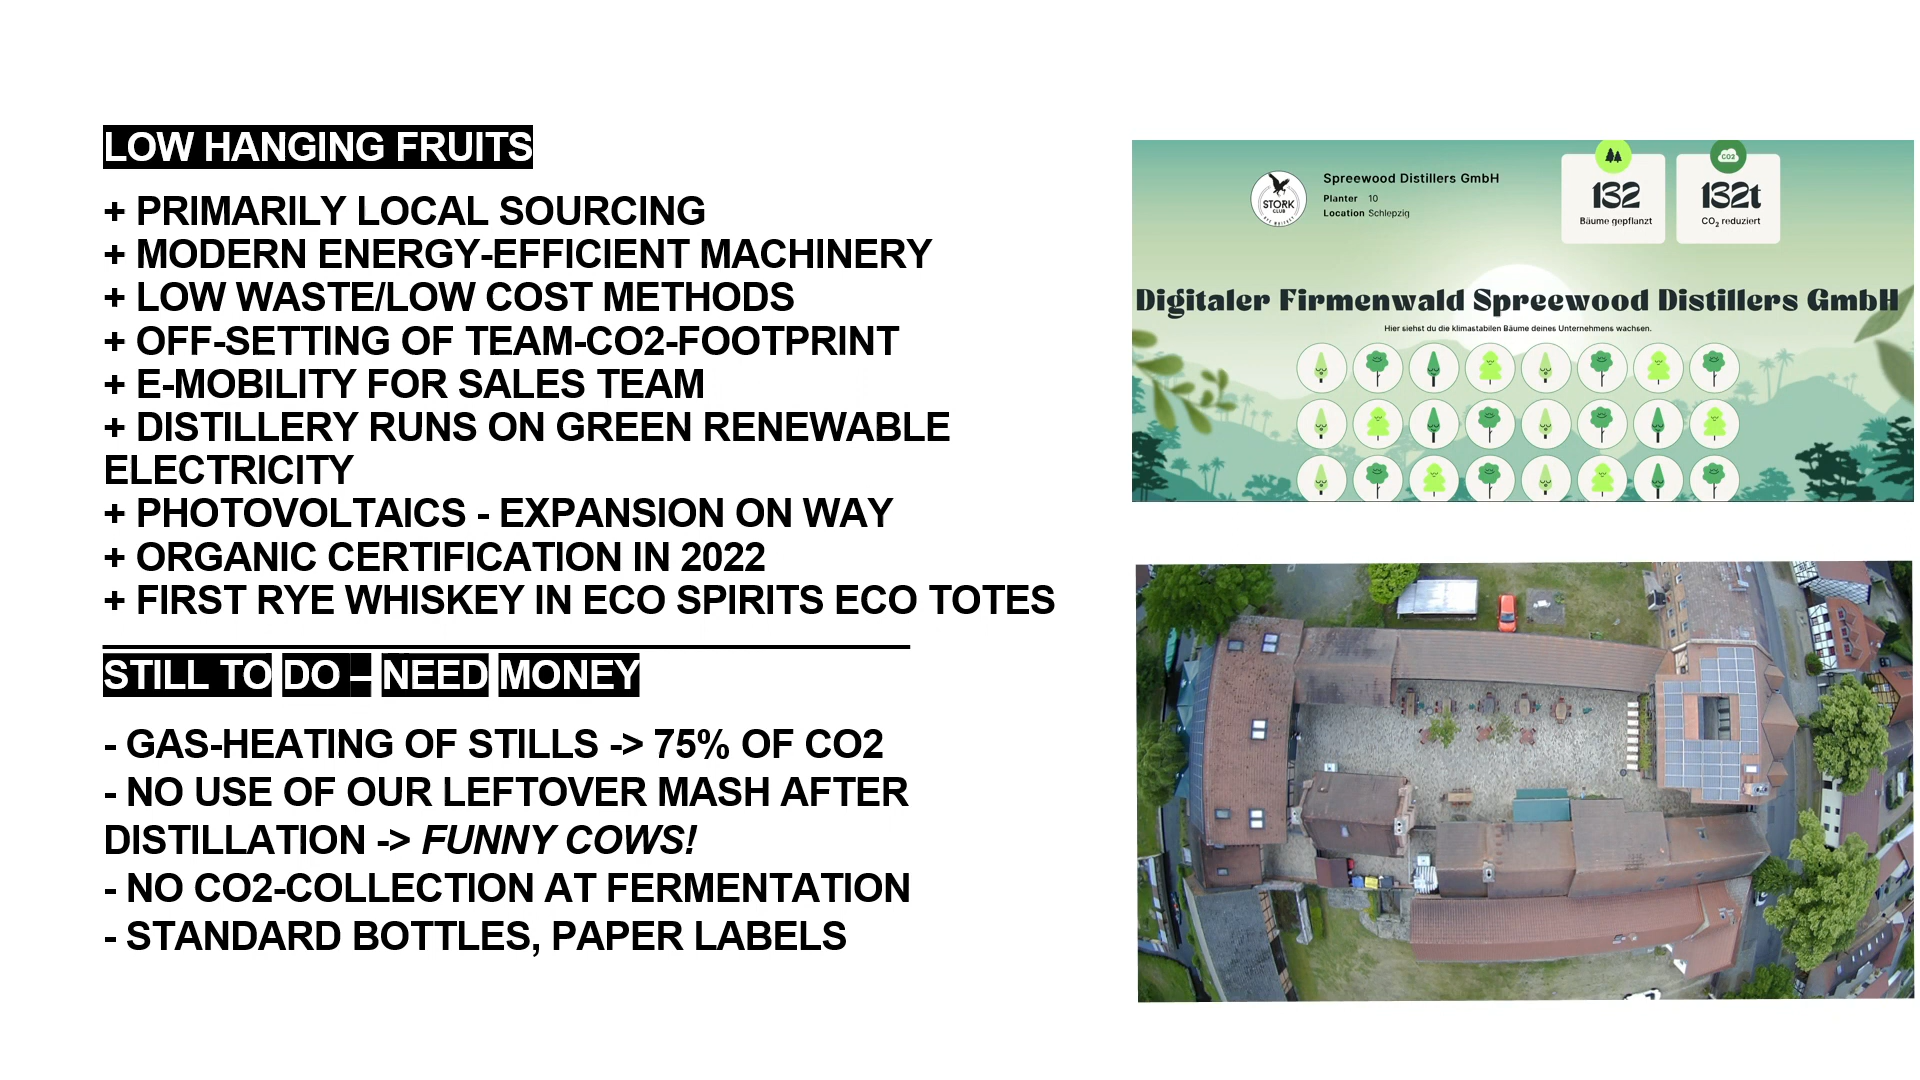 LOW HANGING FRUITS
+ PRIMARILY LOCAL SOURCING
+ MODERN ENERGY-EFFICIENT MACHINERY
+ LOW WASTE/LOW COST METHODS
+ OFF-SETTING OF TEAM-CO2-FOOTPRINT
+ E-MOBILITY FOR SALES TEAM
+ DISTILLERY RUNS ON GREEN RENEWABLE
ELECTRICITY
+ PHOTOVOLTAICS - EXPANSION ON WAY
+ ORGANIC CERTIFICATION IN 2022
+ FIRST RYE WHISKEY IN ECO SPIRITS ECO TOTES
STILL TO DO – NEED MONEY
- GAS-HEATING OF STILLS -> 75% OF CO2
- NO USE OF OUR LEFTOVER MASH AFTER
DISTILLATION -> FUNNY COWS!
- NO CO2-COLLECTION AT FERMENTATION
- STANDARD BOTTLES, PAPER LABELS
STORK
CLUB
Spreewood Distillers GmbH
Planter 10
Location Schlepzig
132
Bäume gepflanzt
CO2
132t
CO2 reduziert
Digitaler Firmenwald Spreewood Distillers GmbH
Hier siehst du die klimastabilen Bäume deines Unternehmens wachsen.